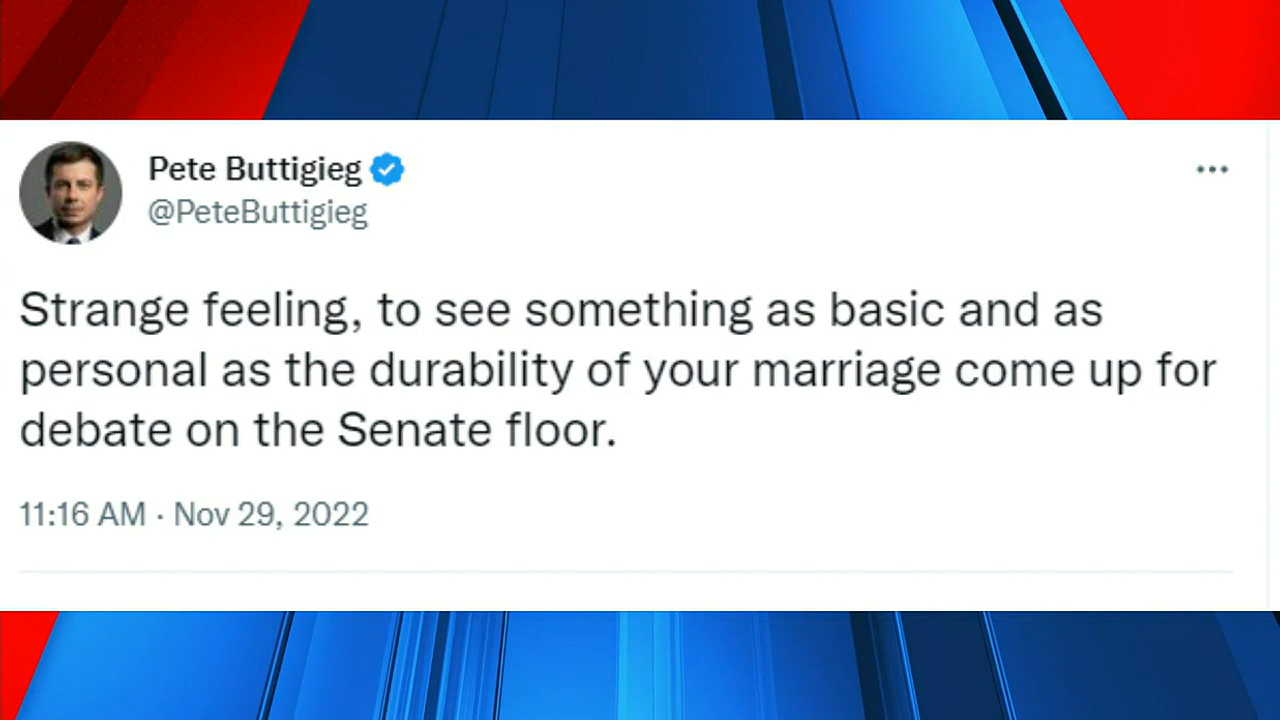 Pete Buttigieg
@PeteButtigieg
Strange feeling, to see something as basic and as
personal as the durability of your marriage come up for
debate on the Senate floor.
11:16 AM · Nov 29, 2022